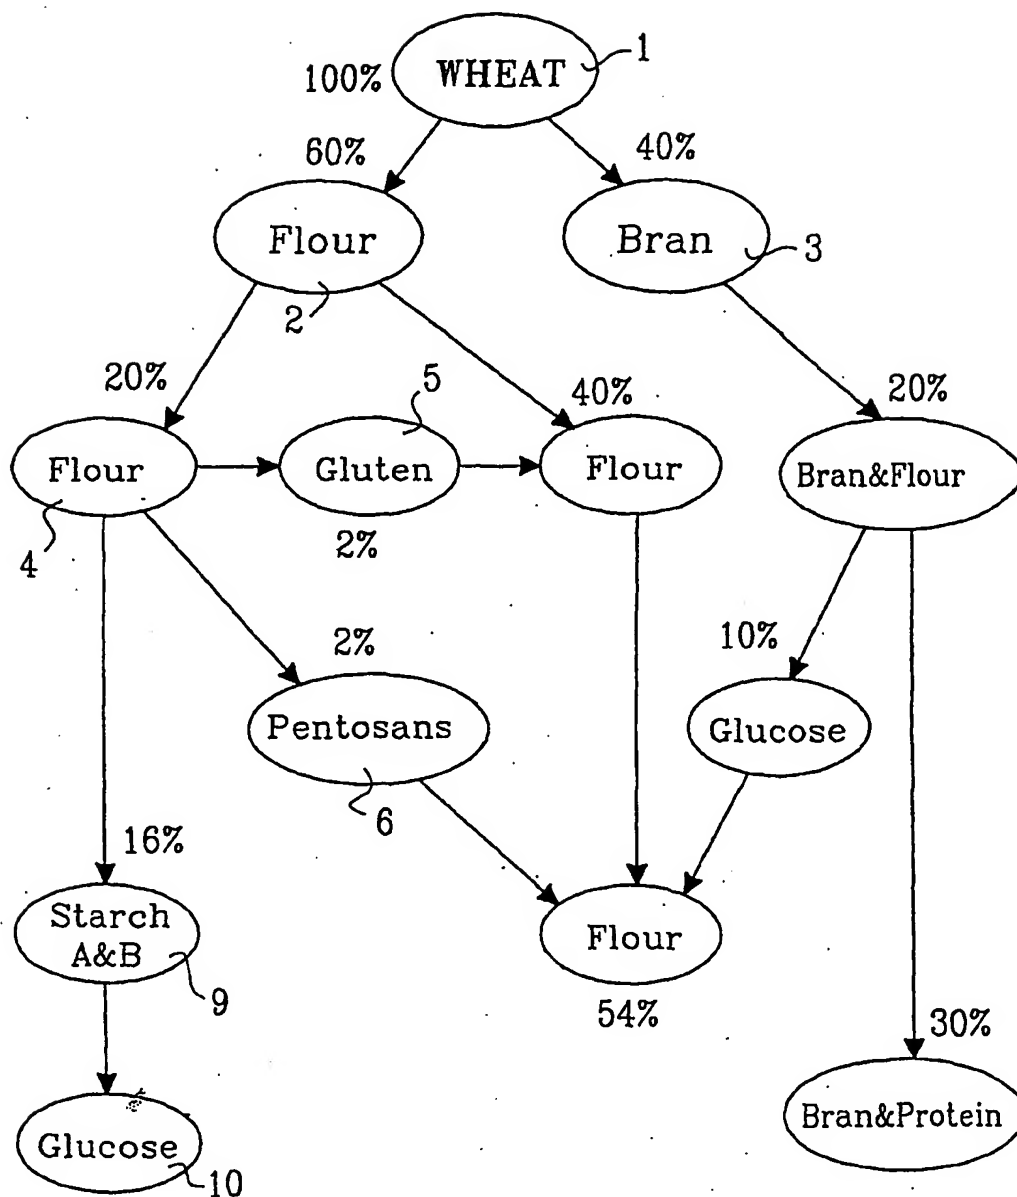 1
100%
WHEAT
60%
40%
Flour
Bran
3
2
20%
5
40%
20%
Flour
Gluten
Flour
Bran&Flour
4
2%
2%
10%
Pentosans
Glucose
6
16%
Starch
A&B
Flour
9
54%
30%
Glucose
Bran&Protein
10